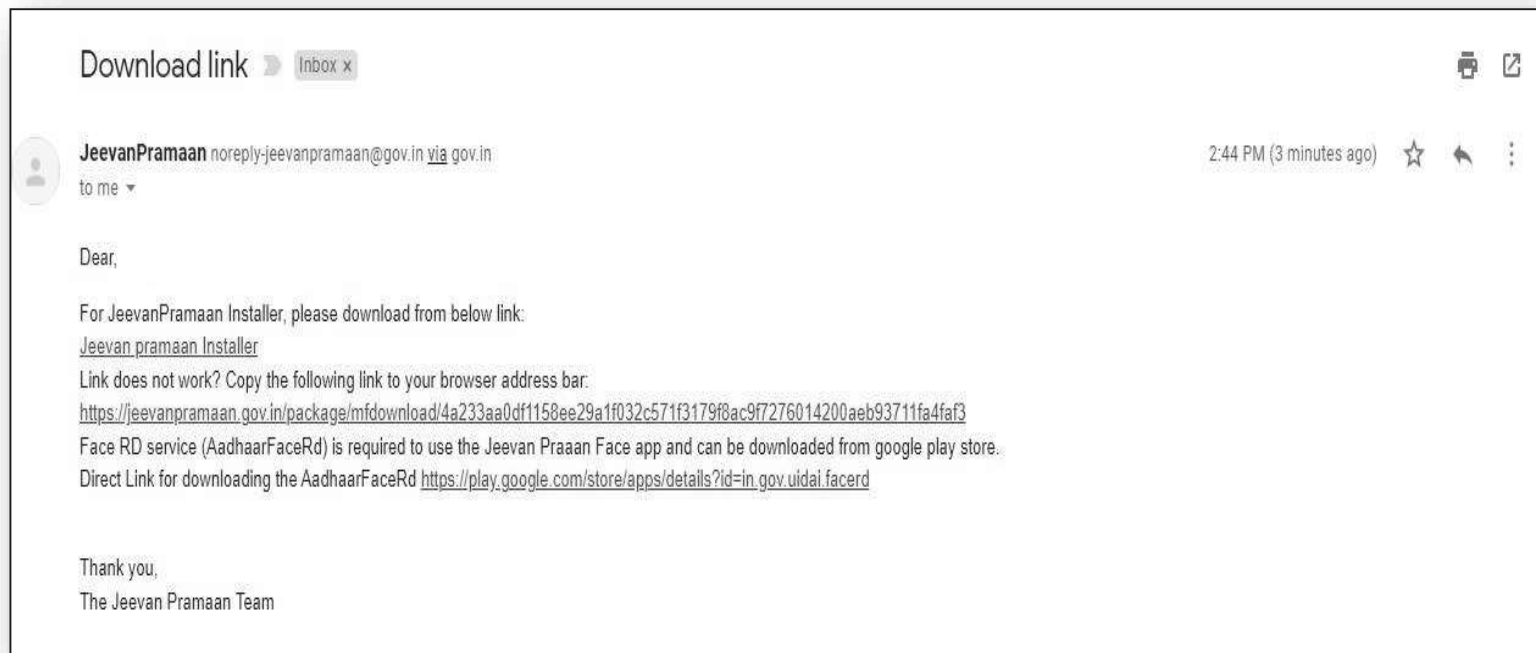 Download link Inbox x
JeevanPramaan noreply-jeevanpramaan@gov.in via gov.in 2:44 PM (3 minutes ago)
to me
Dear,
For JeevanPramaan Installer, please download from below link:
Jeevan pramaan Installer
Link does not work? Copy the following link to your browser address bar:
https://jeevanpramaan.gov.in/package/mfdownload/4a233aa0df1158ee29a1f032c571f3179f8ac9f7276014200aeb93711fa4faf3
Face RD service (AadhaarFaceRd) is required to use the Jeevan Praaan Face app and can be downloaded from google play store.
Direct Link for downloading the AadhaarFaceRd https://play.google.com/store/apps/details?id=in.gov.uidai.facerd
Thank you,
The Jeevan Pramaan Team